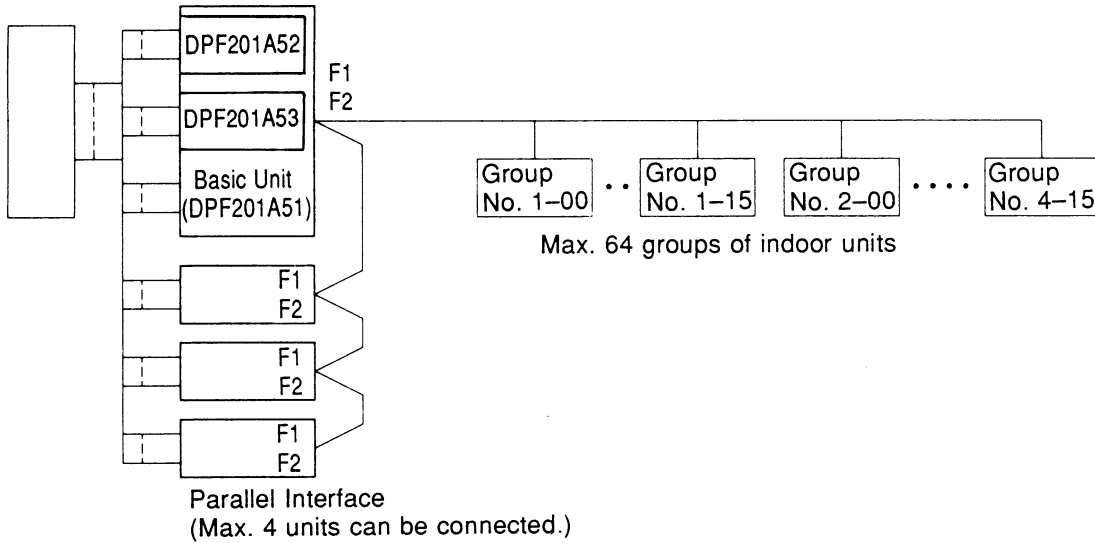 DPF201A52
F1
F2
DPF201A53
Basic Unit
(DPF201A51)
Group
No. 1–00
Group
No. 1–15
Group
No. 2–00
Group
No. 4–15
Max. 64 groups of indoor units
F1
F2
F1
F2
F1
F2
Parallel Interface
(Max. 4 units can be connected.)